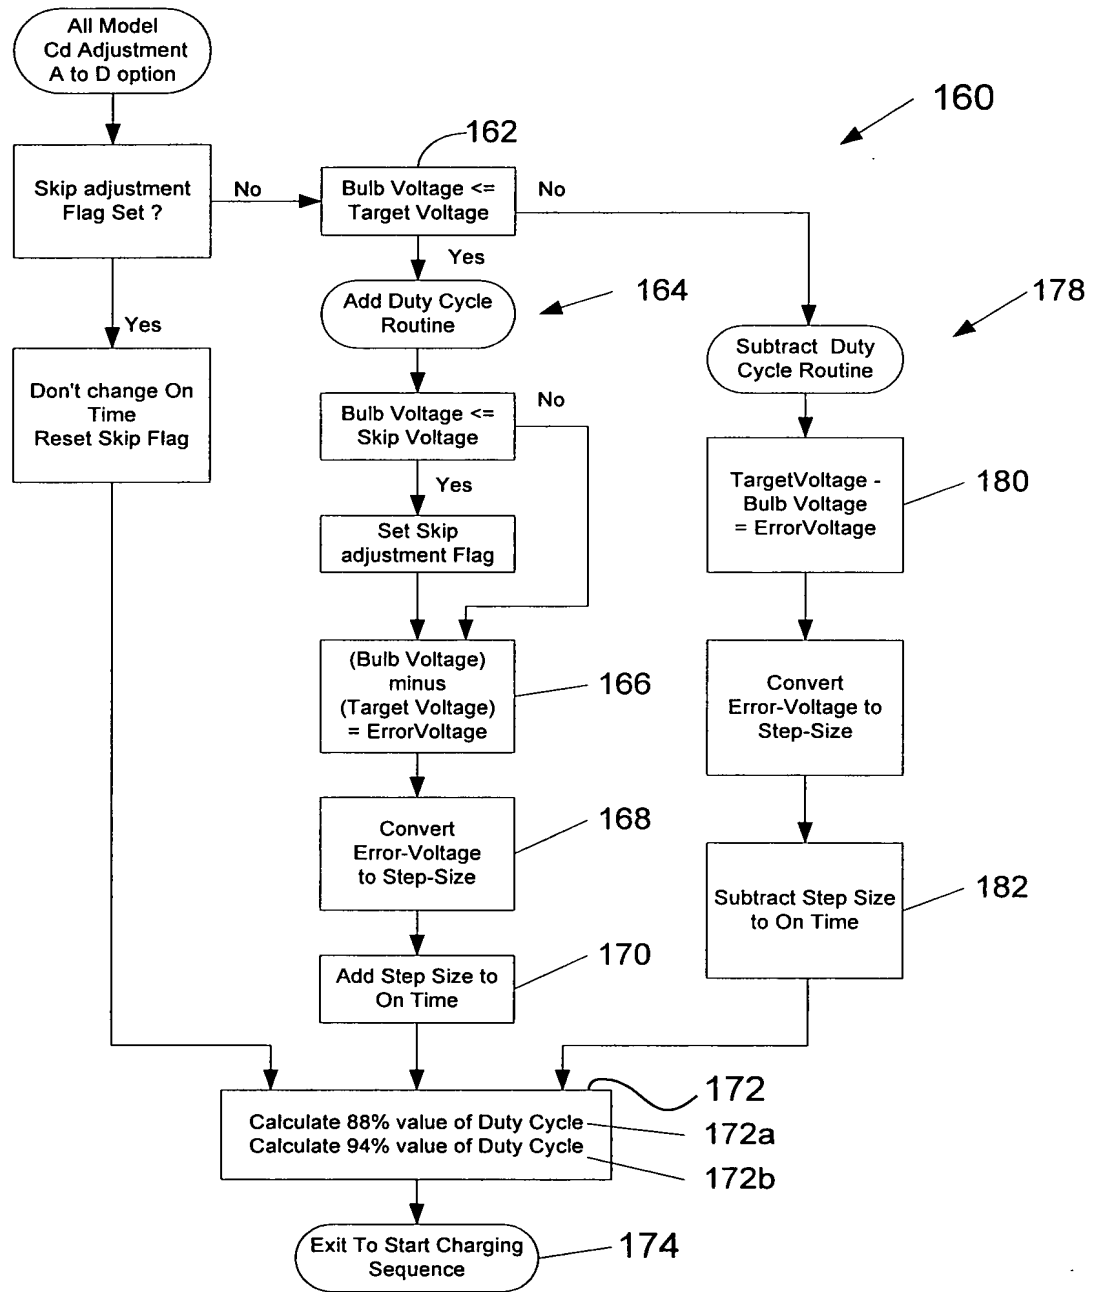 All Model
Cd Adjustment
A to D option
160
162
Skip adjustment
Flag Set ?
No
Bulb Voltage <=
Target Voltage
No
Yes
Yes
Add Duty Cycle
Routine
164
178
Subtract Duty
Cycle Routine
Don't change On
Time
Reset Skip Flag
Bulb Voltage <=
Skip Voltage
No
Yes
TargetVoltage -
Bulb Voltage
= ErrorVoltage
180
Set Skip
adjustment Flag
(Bulb Voltage)
minus
(Target Voltage)
= ErrorVoltage
166
Convert
Error-Voltage to
Step-Size
Convert
Error-Voltage
to Step-Size
168
Subtract Step Size
to On Time
182
Add Step Size to
On Time
170
172
Calculate 88% value of Duty Cycle
172a
Calculate 94% value of Duty Cycle
172b
Exit To Start Charging
Sequence
174